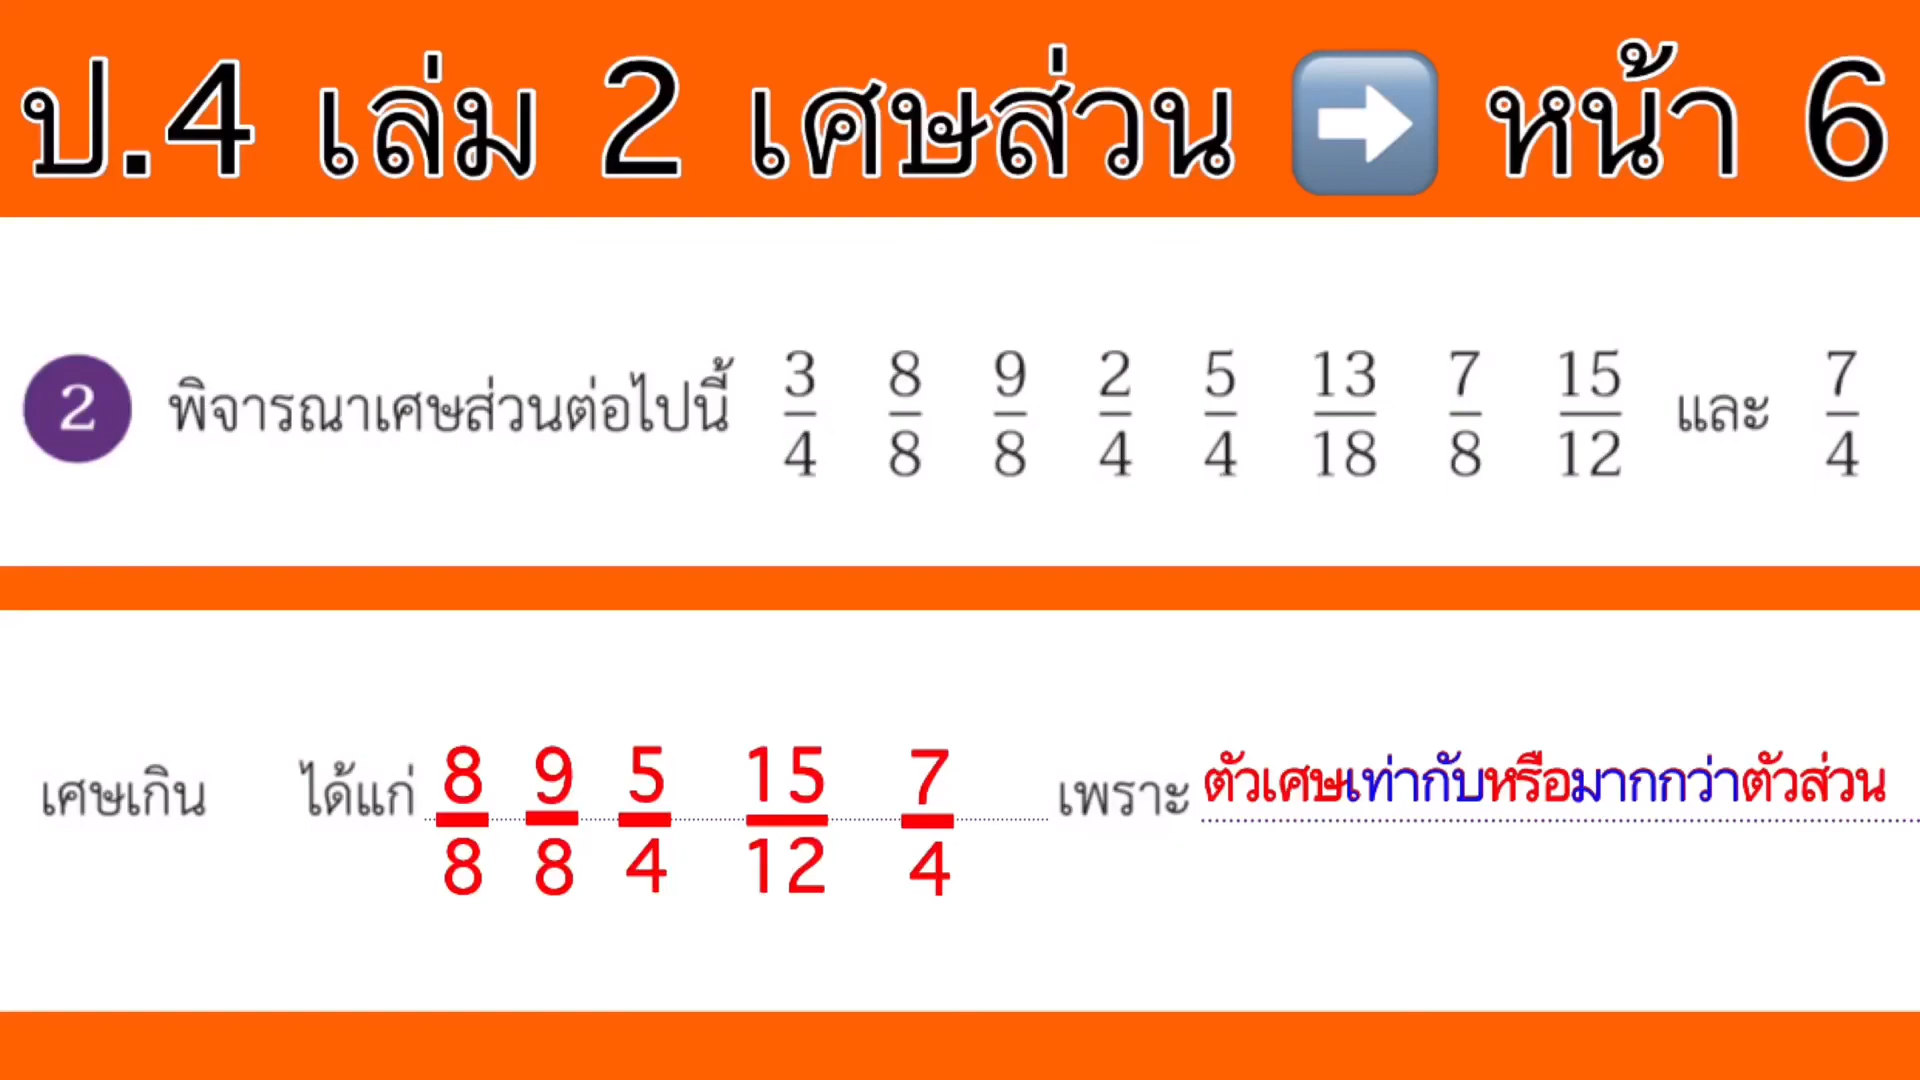 ป.4 เล่ม 2 เศษส่วน ➡ หน้า 6
2 พิจารณาเศษส่วนต่อไปนี้ 3/4 8/8 9/8 2/4 5/4 13/18 7/8 15/12 และ 7/4
เศษเกิน ได้แก่ 8/8 9/8 5/4 15/12 7/4 เพราะ ตัวเศษเท่ากับหรือมากกว่าตัวส่วน